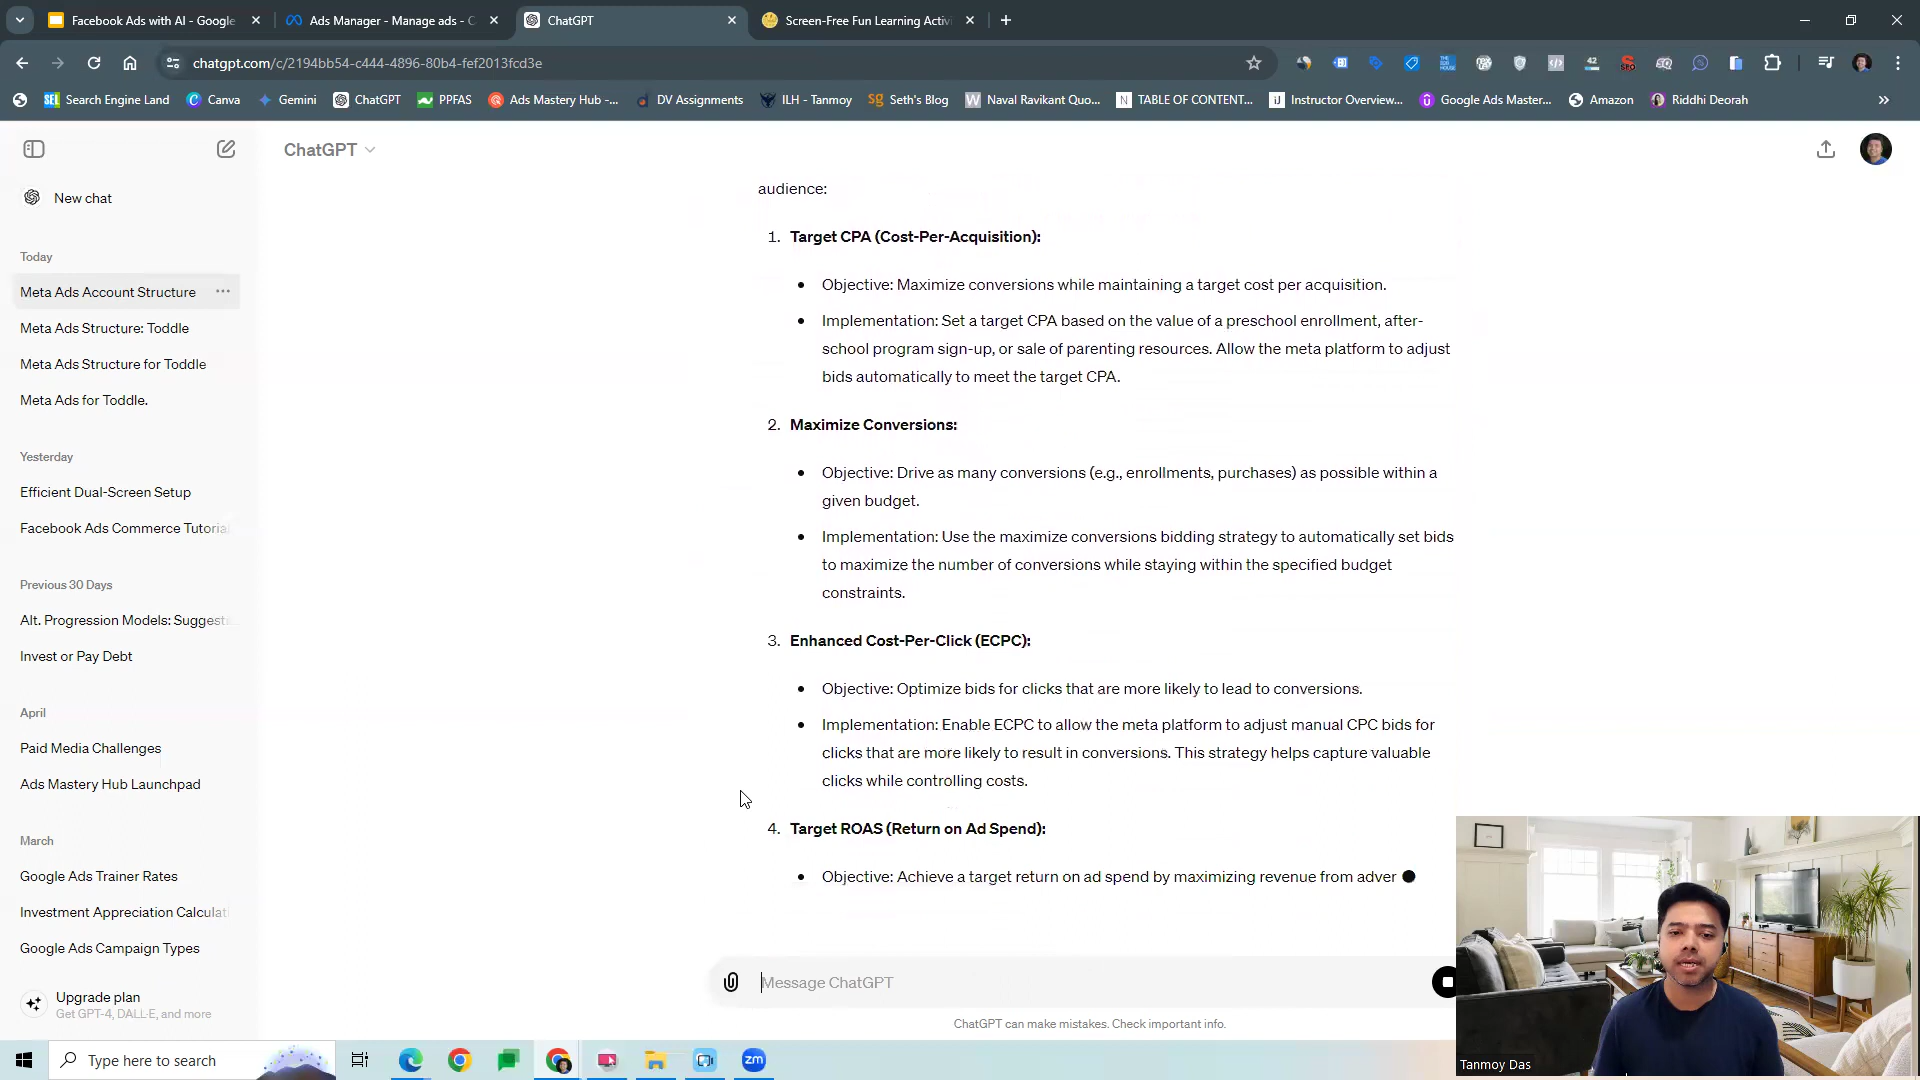 Facebook Ads with AI - Google
Ads Manager - Manage ads - C
ChatGPT
Screen-Free Fun Learning Activi
chatgpt.com/c/2194bb54-c444-4896-80b4-fef2013fcd3e
Search Engine Land
Canva
Gemini
ChatGPT
PPFAS
Ads Mastery Hub -...
DV Assignments
ILH - Tanmoy
Seth's Blog
Naval Ravikant Quo...
TABLE OF CONTENT...
Instructor Overview...
Google Ads Master...
Amazon
Riddhi Deorah
ChatGPT
New chat
Today
Meta Ads Account Structure
Meta Ads Structure: Toddle
Meta Ads Structure for Toddle
Meta Ads for Toddle.
Yesterday
Efficient Dual-Screen Setup
Facebook Ads Commerce Tutoria
Previous 30 Days
Alt. Progression Models: Suggest
Invest or Pay Debt
April
Paid Media Challenges
Ads Mastery Hub Launchpad
March
Google Ads Trainer Rates
Investment Appreciation Calculati
Google Ads Campaign Types
Upgrade plan
Get GPT-4, DALL·E, and more
audience:
1. Target CPA (Cost-Per-Acquisition):
• Objective: Maximize conversions while maintaining a target cost per acquisition.
• Implementation: Set a target CPA based on the value of a preschool enrollment, after-
school program sign-up, or sale of parenting resources. Allow the meta platform to adjust
bids automatically to meet the target CPA.
2. Maximize Conversions:
• Objective: Drive as many conversions (e.g., enrollments, purchases) as possible within a
given budget.
• Implementation: Use the maximize conversions bidding strategy to automatically set bids
to maximize the number of conversions while staying within the specified budget
constraints.
3. Enhanced Cost-Per-Click (ECPC):
• Objective: Optimize bids for clicks that are more likely to lead to conversions.
• Implementation: Enable ECPC to allow the meta platform to adjust manual CPC bids for
clicks that are more likely to result in conversions. This strategy helps capture valuable
clicks while controlling costs.
4. Target ROAS (Return on Ad Spend):
• Objective: Achieve a target return on ad spend by maximizing revenue from adver
Message ChatGPT
ChatGPT can make mistakes. Check important info.
Tanmoy Das
Type here to search
zm